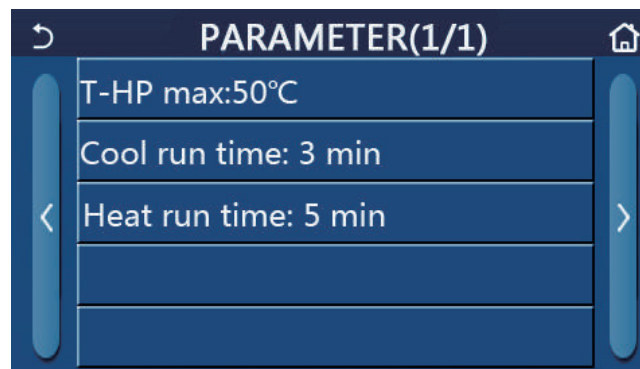 PARAMETER(1/1)
T-HP max:50℃
Cool run time: 3 min
Heat run time: 5 min